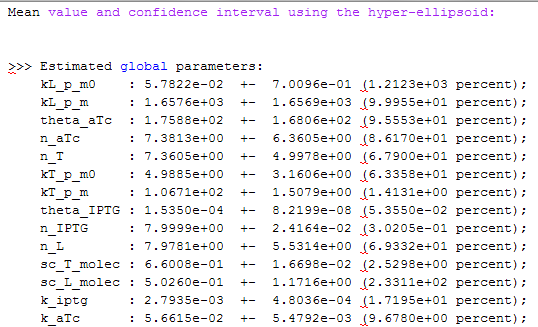 Mean value and confidence interval using the hyper-ellipsoid:
>>> Estimated global parameters:
kL_p_m0 : 5.7822e-02 +- 7.0096e-01 (1.2123e+03 percent);
kL_p_m : 1.6576e+03 +- 1.6569e+03 (9.9955e+01 percent);
theta_aTc : 1.7588e+02 +- 1.6806e+02 (9.5553e+01 percent);
n_aTc : 7.3813e+00 +- 6.3605e+00 (8.6170e+01 percent);
n_T : 7.3605e+00 +- 4.9978e+00 (6.7900e+01 percent);
kT_p_m0 : 4.9885e+00 +- 3.1606e+00 (6.3358e+01 percent);
kT_p_m : 1.0671e+02 +- 1.5079e+00 (1.4131e+00 percent);
theta_IPTG : 1.5350e-04 +- 8.2199e-08 (5.3550e-02 percent);
n_IPTG : 7.9999e+00 +- 2.4164e-02 (3.0205e-01 percent);
n_L : 7.9781e+00 +- 5.5314e+00 (6.9332e+01 percent);
sc_T_molec : 6.6008e-01 +- 1.6698e-02 (2.5298e+00 percent);
sc_L_molec : 5.0260e-01 +- 1.1716e+00 (2.3311e+02 percent);
k_iptg : 2.7935e-03 +- 4.8036e-04 (1.7195e+01 percent);
k_aTc : 5.6615e-02 +- 5.4792e-03 (9.6780e+00 percent);